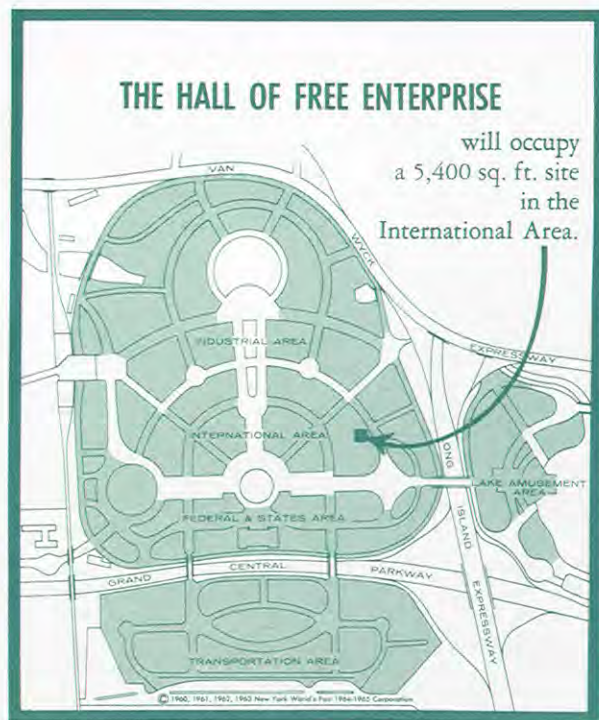 THE HALL OF FREE ENTERPRISE
will occupy
a 5,400 sq. ft. site
in the
International Area.
VAN
WYCK
EXPRESSWAY
INDUSTRIAL AREA
INTERNATIONAL AREA
LONG
ISLAND
EXPRESSWAY
LAKE AMUSEMENT
AREA
FEDERAL & STATES AREA
GRAND
CENTRAL
PARKWAY
TRANSPORTATION AREA
© 1960, 1961, 1962, 1963 New York World's Fair 1964-1965 Corporation